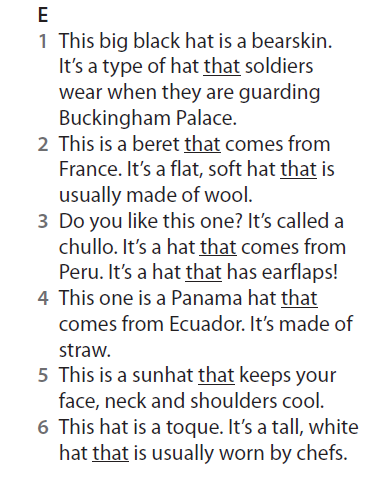 E
1 This big black hat is a bearskin.
It's a type of hat that soldiers
wear when they are guarding
Buckingham Palace.
2 This is a beret that comes from
France. It's a flat, soft hat that is
usually made of wool.
3 Do you like this one? It's called a
chullo. It's a hat that comes from
Peru. It's a hat that has earflaps!
4 This one is a Panama hat that
comes from Ecuador. It's made of
straw.
5 This is a sunhat that keeps your
face, neck and shoulders cool.
6 This hat is a toque. It's a tall, white
hat that is usually worn by chefs.